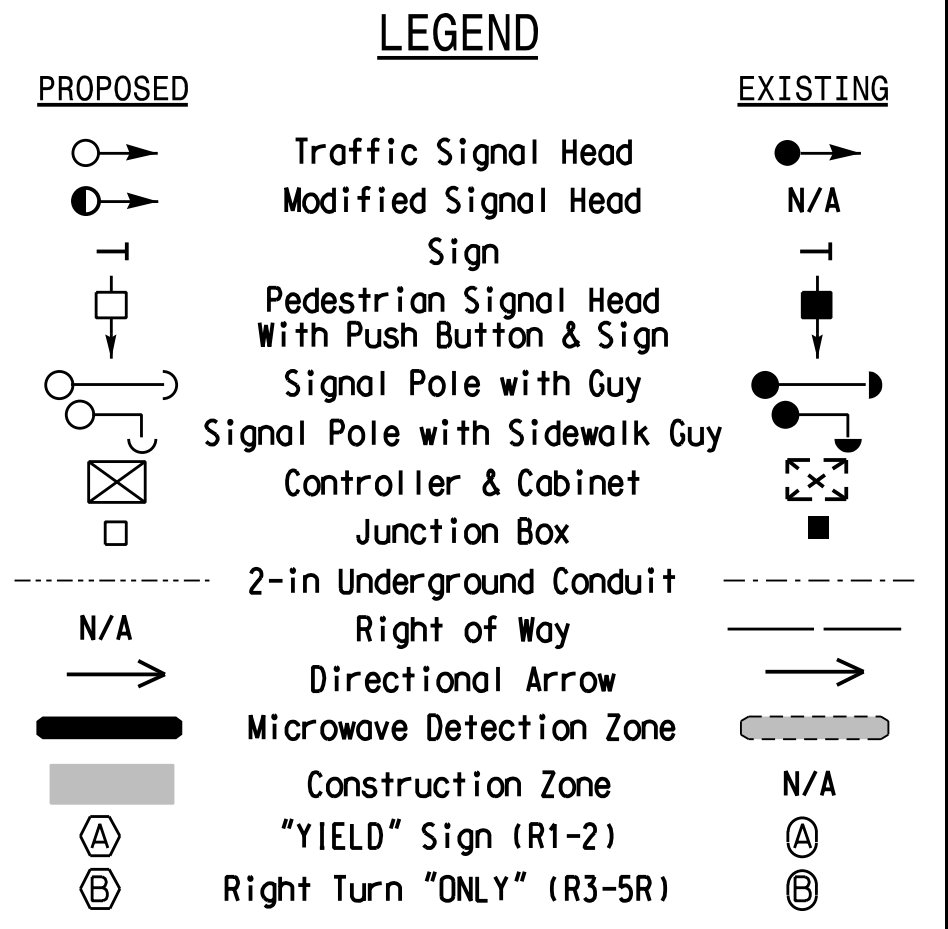 LEGEND
PROPOSED EXISTING
Traffic Signal Head
Modified Signal Head N/A
Sign
Pedestrian Signal Head
With Push Button & Sign
Signal Pole with Guy
Signal Pole with Sidewalk Guy
Controller & Cabinet
Junction Box
2-in Underground Conduit
N/A Right of Way
Directional Arrow
Microwave Detection Zone
Construction Zone N/A
A "YIELD" Sign (R1-2) A
B Right Turn "ONLY" (R3-5R) B